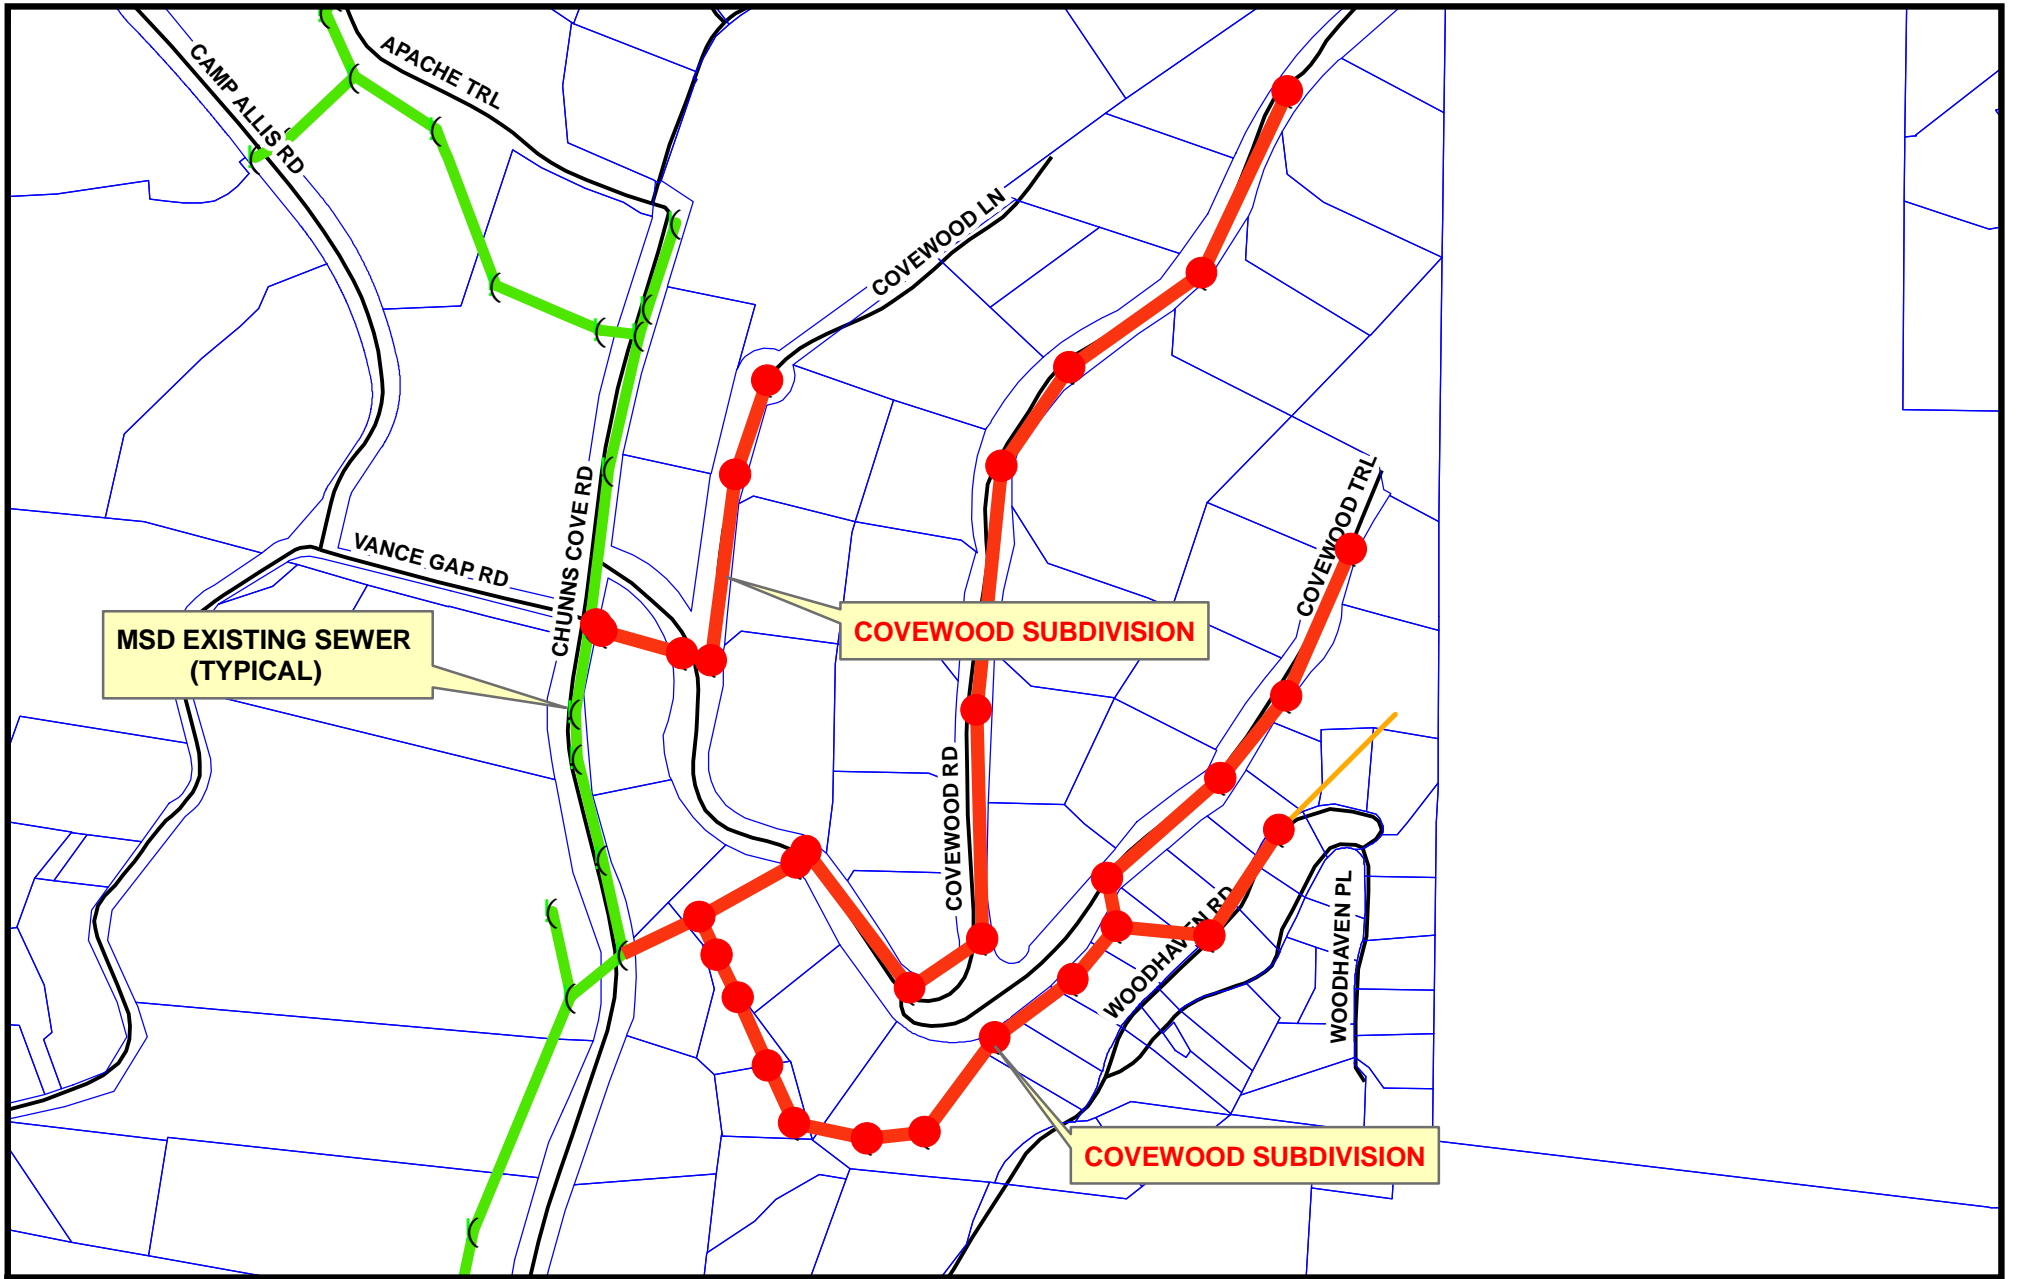 CAMP ALLIS RD
APACHE TRL
COVEWOOD LN
CHUNNS COVE RD
VANCE GAP RD
COVEWOOD TRL
MSD EXISTING SEWER
(TYPICAL)
COVEWOOD SUBDIVISION
COVEWOOD RD
WOODHAVEN RD
WOODHAVEN PL
COVEWOOD SUBDIVISION